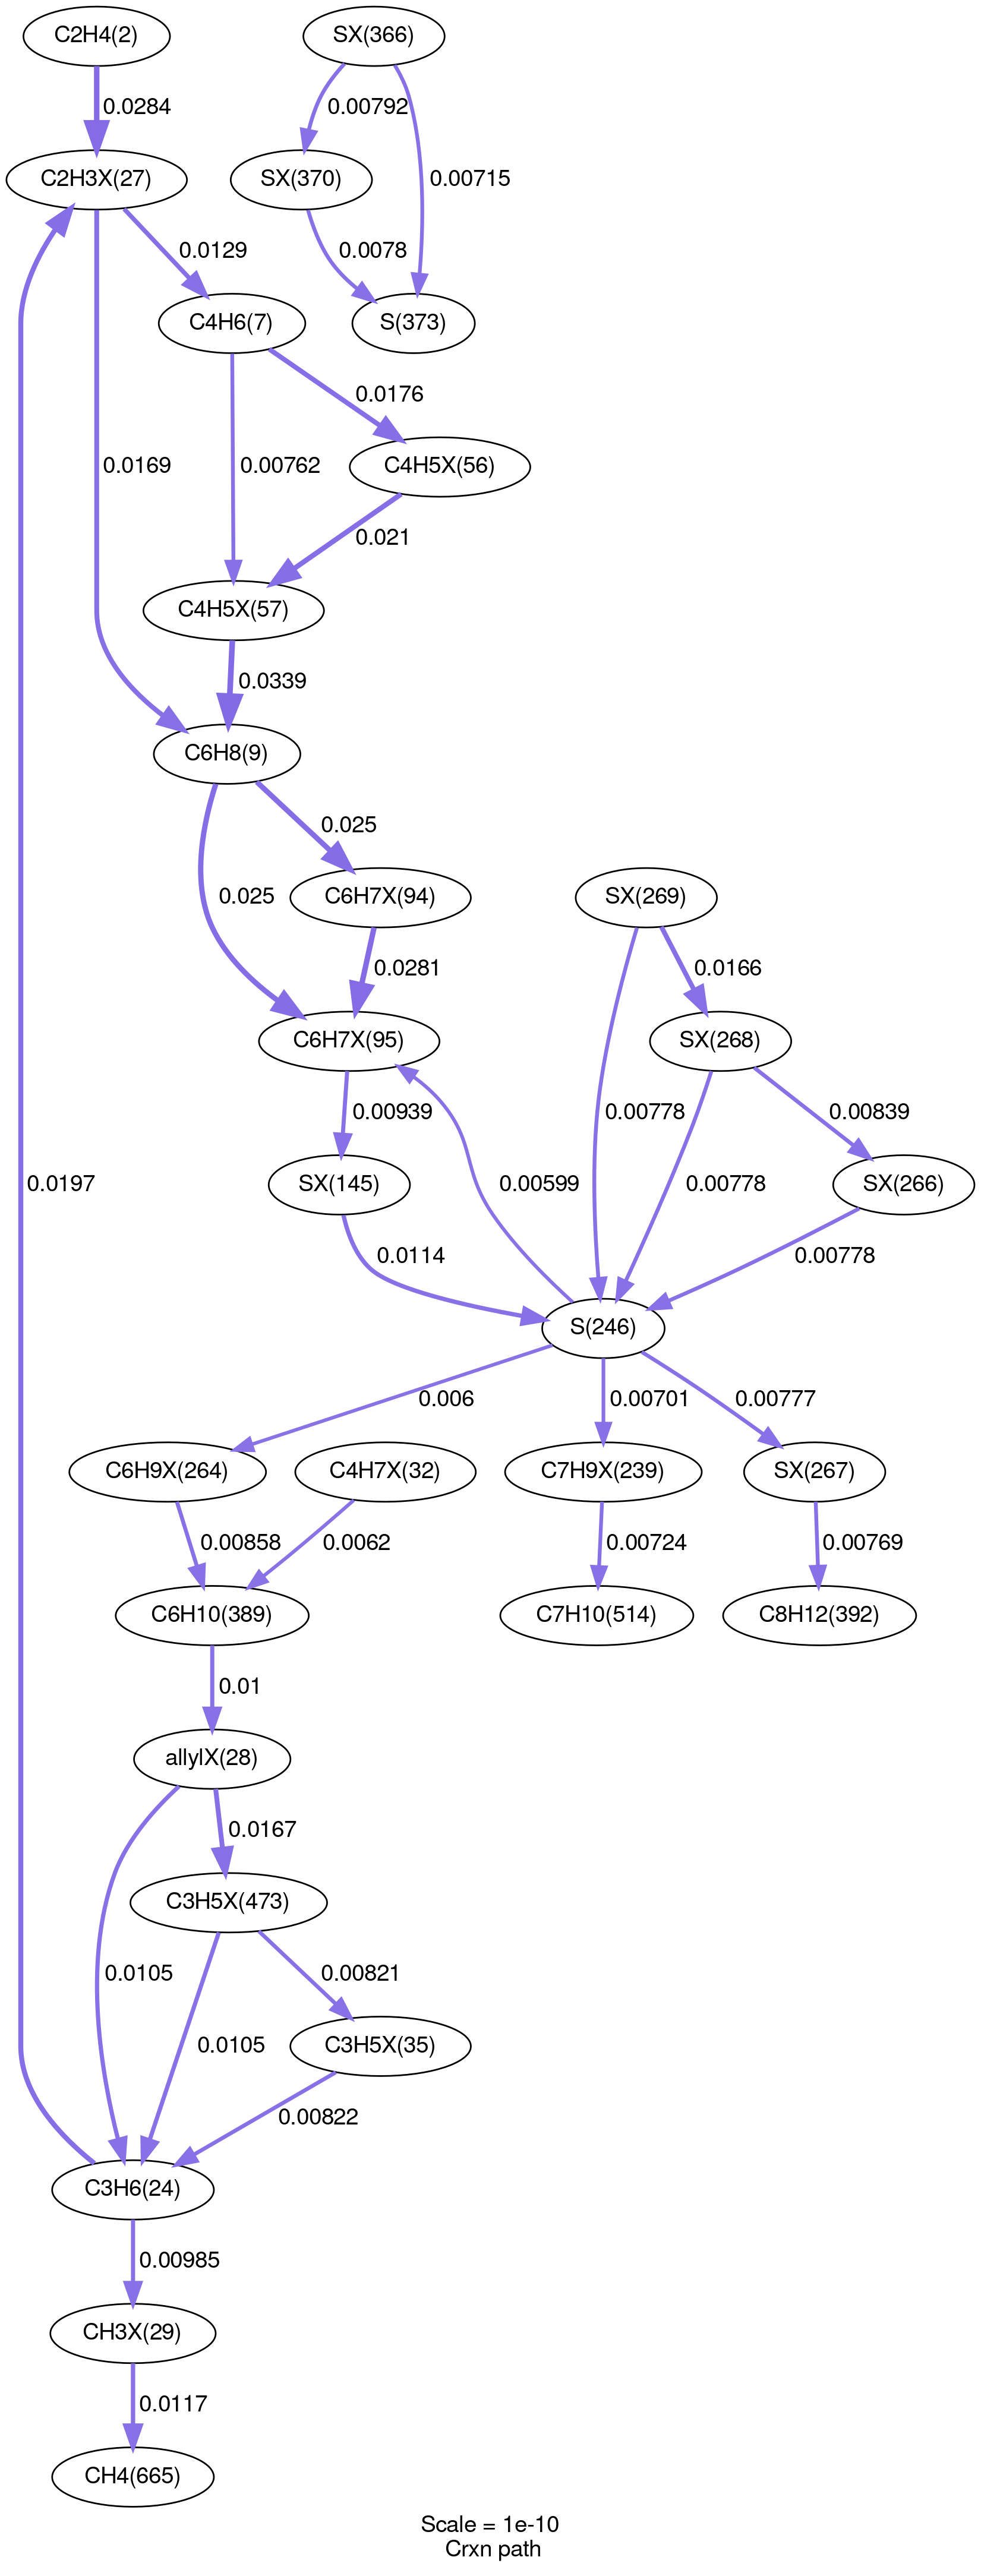 C2H4(2)
SX(366)
0.0284
0.00792
C2H3X(27)
SX(370)
0.00715
0.0129
0.0078
C4H6(7)
S(373)
0.0176
0.0169
0.00762
C4H5X(56)
0.021
C4H5X(57)
0.0339
C6H8(9)
0.025
0.025
C6H7X(94)
SX(269)
0.0281
0.0166
C6H7X(95)
SX(268)
0.00939
0.00778
0.00839
0.0197
SX(145)
0.00599
0.00778
SX(266)
0.0114
0.00778
S(246)
0.006
0.00701
0.00777
C6H9X(264)
C4H7X(32)
C7H9X(239)
SX(267)
0.00858
0.0062
0.00724
0.00769
C6H10(389)
C7H10(514)
C8H12(392)
0.01
allylX(28)
0.0167
C3H5X(473)
0.0105
0.00821
0.0105
C3H5X(35)
0.00822
C3H6(24)
0.00985
CH3X(29)
0.0117
CH4(665)
Scale = 1e-10
Crxn path